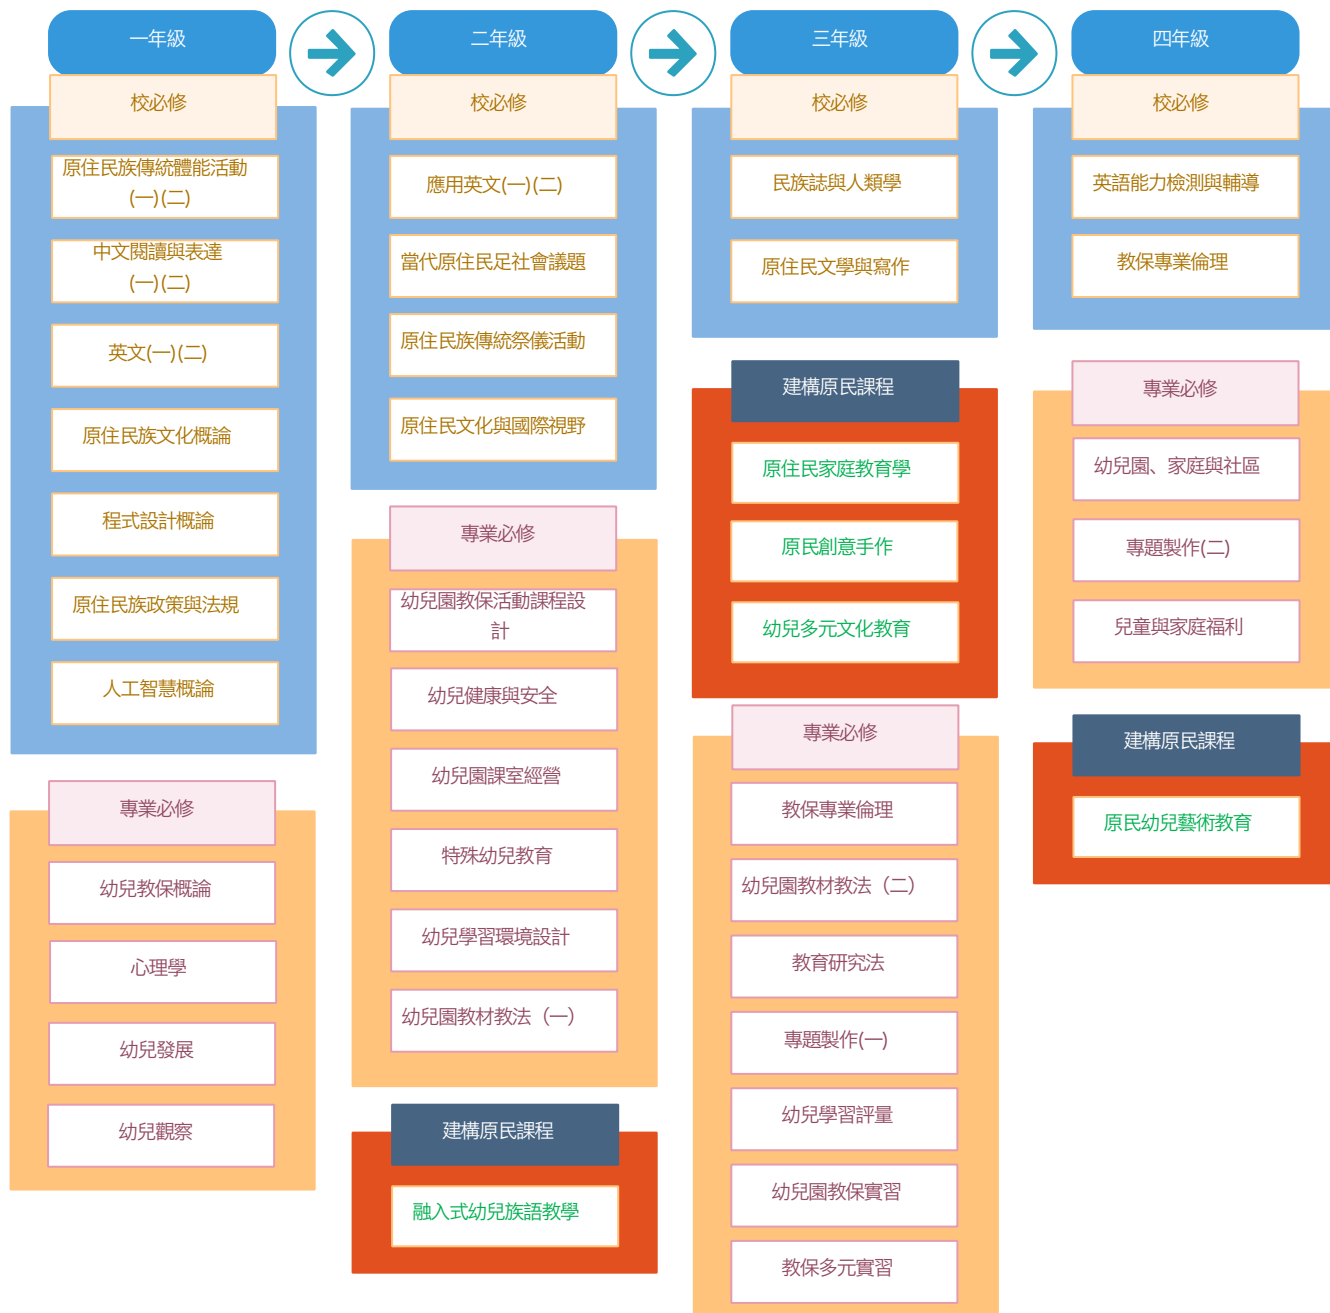 一年級
校必修
原住民族傳統體能活動
(一)(二)
中文閱讀與表達
(一)(二)
英文(一)(二)
原住民族文化概論
程式設計概論
原住民族政策與法規
人工智慧概論
專業必修
幼兒教保概論
心理學
幼兒發展
幼兒觀察
二年級
校必修
應用英文(一)(二)
當代原住民足社會議題
原住民族傳統祭儀活動
原住民文化與國際視野
專業必修
幼兒園教保活動課程設
計
幼兒健康與安全
幼兒園課室經營
特殊幼兒教育
幼兒學習環境設計
幼兒園教材教法（一）
建構原民課程
融入式幼兒族語教學
三年級
校必修
民族誌與人類學
原住民文學與寫作
建構原民課程
原住民家庭教育學
原民創意手作
幼兒多元文化教育
專業必修
教保專業倫理
幼兒園教材教法（二）
教育研究法
專題製作(一)
幼兒學習評量
幼兒園教保實習
教保多元實習
四年級
校必修
英語能力檢測與輔導
教保專業倫理
專業必修
幼兒園、家庭與社區
專題製作(二)
兒童與家庭福利
建構原民課程
原民幼兒藝術教育